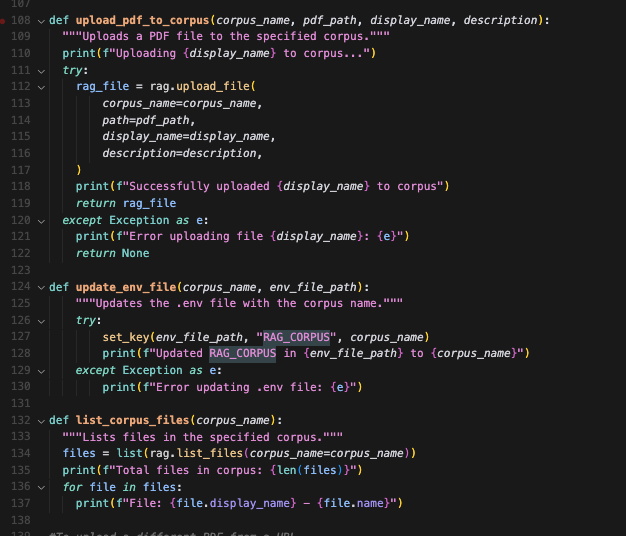 107
108 def upload_pdf_to_corpus(corpus_name, pdf_path, display_name, description):
109   """Uploads a PDF file to the specified corpus."""
110   print(f"Uploading {display_name} to corpus...")
111   try:
112     rag_file = rag.upload_file(
113         corpus_name=corpus_name,
114         path=pdf_path,
115         display_name=display_name,
116         description=description,
117     )
118     print(f"Successfully uploaded {display_name} to corpus")
119     return rag_file
120   except Exception as e:
121     print(f"Error uploading file {display_name}: {e}")
122     return None
123
124 def update_env_file(corpus_name, env_file_path):
125     """Updates the .env file with the corpus name."""
126     try:
127         set_key(env_file_path, "RAG_CORPUS", corpus_name)
128         print(f"Updated RAG_CORPUS in {env_file_path} to {corpus_name}")
129     except Exception as e:
130         print(f"Error updating .env file: {e}")
131
132 def list_corpus_files(corpus_name):
133   """Lists files in the specified corpus."""
134   files = list(rag.list_files(corpus_name=corpus_name))
135   print(f"Total files in corpus: {len(files)}")
136   for file in files:
137     print(f"File: {file.display_name} - {file.name}")
138
139 #To upload a different PDF from a URL